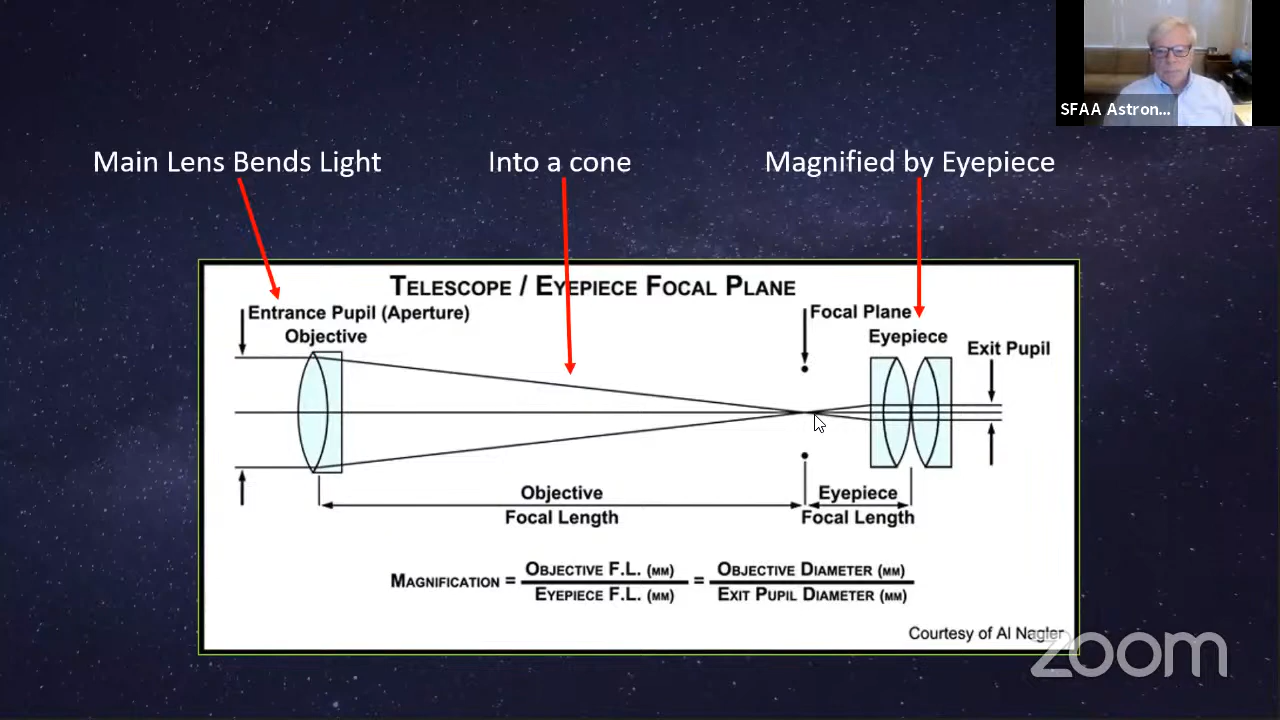 SFAA Astron...
Main Lens Bends Light
Into a cone
Magnified by Eyepiece
TELESCOPE / EYEPIECE FOCAL PLANE
Entrance Pupil (Aperture)
Objective
Focal Plane
Eyepiece
Exit Pupil
Objective
Focal Length
Eyepiece
Focal Length
MAGNIFICATION = OBJECTIVE F.L. (MM) / EYEPIECE F.L. (MM) = OBJECTIVE DIAMETER (MM) / EXIT PUPIL DIAMETER (MM)
Courtesy of Al Nagler
zoom